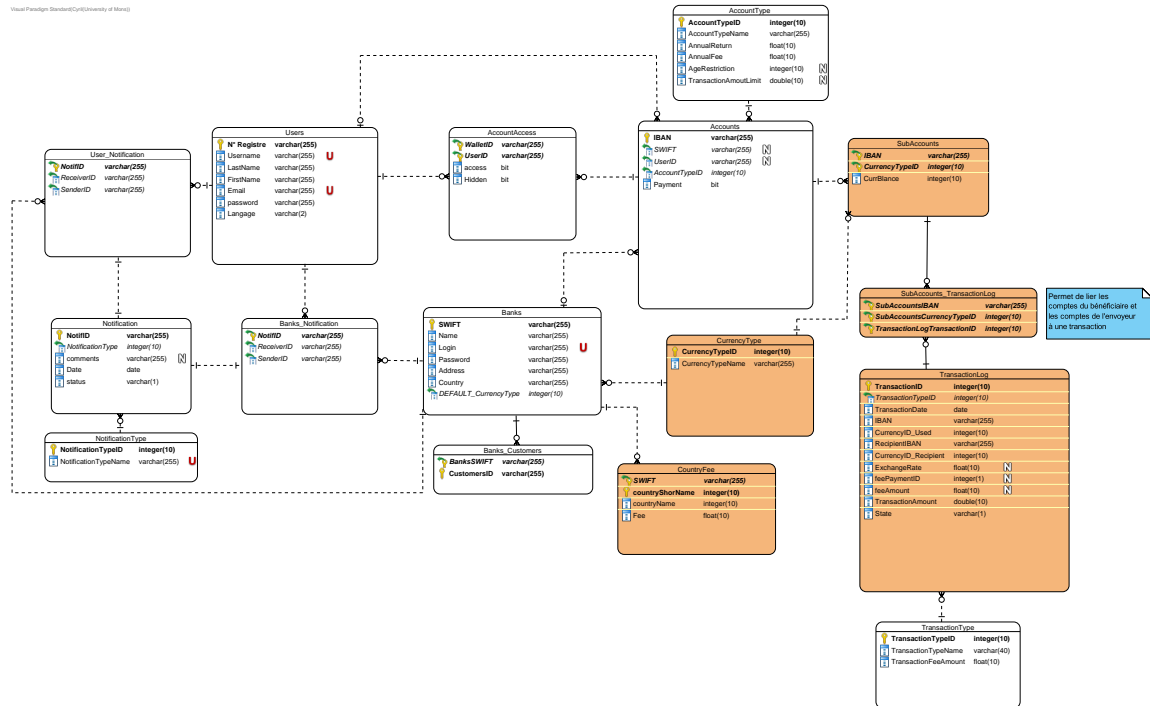 Visual Paradigm Standard(Cyril(University of Mons))
AccountType
AccountTypeID integer(10)
AccountTypeName varchar(255)
AnnualReturn float(10)
AnnualFee float(10)
AgeRestriction integer(10) N
TransactionAmoutLimit double(10) N
Users
N° Registre varchar(255)
Username varchar(255) U
LastName varchar(255)
FirstName varchar(255)
Email varchar(255) U
password varchar(255)
Langage varchar(2)
AccountAccess
WalletID varchar(255)
UserID varchar(255)
access bit
Hidden bit
Accounts
IBAN varchar(255)
SWIFT varchar(255) N
UserID varchar(255) N
AccountTypeID integer(10)
Payment bit
SubAccounts
IBAN varchar(255)
CurrencyTypeID integer(10)
CurrBlance integer(10)
User_Notification
NotifID varchar(255)
ReceiverID varchar(255)
SenderID varchar(255)
SubAccounts_TransactionLog
SubAccountsIBAN varchar(255)
SubAccountsCurrencyTypeID integer(10)
TransactionLogTransactionID integer(10)
Permet de lier les
comptes du bénéficiaire et
les comptes de l'envoyeur
à une transaction
Notification
NotifID varchar(255)
NotificationType integer(10)
comments varchar(255) N
Date date
status varchar(1)
Banks_Notification
NotifID varchar(255)
ReceiverID varchar(255)
SenderID varchar(255)
Banks
SWIFT varchar(255)
Name varchar(255)
Login varchar(255) U
Password varchar(255)
Address varchar(255)
Country varchar(255)
DEFAULT_CurrencyType integer(10)
CurrencyType
CurrencyTypeID integer(10)
CurrencyTypeName varchar(255)
TransactionLog
TransactionID integer(10)
TransactionTypeID integer(10)
TransactionDate date
IBAN varchar(255)
CurrencyID_Used integer(10)
RecipientIBAN varchar(255)
CurrencyID_Recipient integer(10)
ExchangeRate float(10) N
feePaymentID integer(1) N
feeAmount float(10) N
TransactionAmount double(10)
State varchar(1)
NotificationType
NotificationTypeID integer(10)
NotificationTypeName varchar(255) U
Banks_Customers
BanksSWIFT varchar(255)
CustomersID varchar(255)
CountryFee
SWIFT varchar(255)
countryShorName integer(10)
countryName integer(10)
Fee float(10)
TransactionType
TransactionTypeID integer(10)
TransactionTypeName varchar(40)
TransactionFeeAmount float(10)